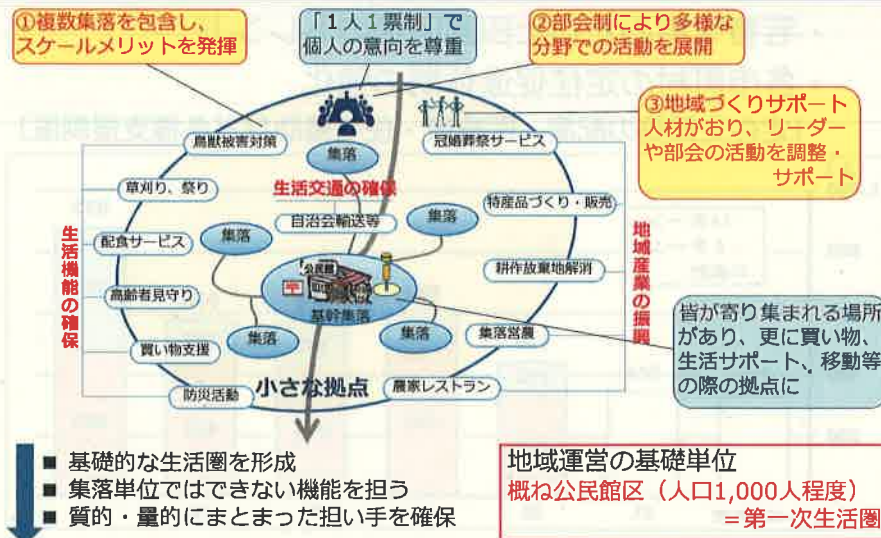 ①複数集落を包含し、
スケールメリットを発揮
「１人１票制」で
個人の意向を尊重
②部会制により多様な
分野での活動を展開
③地域づくりサポート
人材がおり、リーダー
や部会の活動を調整・
サポート
鳥獣被害対策
集落
冠婚葬祭サービス
草刈り、祭り
生活交通の確保
特産品づくり・販売
自治会輸送等
集落
配食サービス
集落
生活機能の確保
地域産業の振興
公民館
〒
耕作放棄地解消
高齢者見守り
基幹集落
皆が寄り集まれる場所
があり、更に買い物、
生活サポート、移動等
の際の拠点に
買い物支援
集落
集落
集落営農
防災活動
小さな拠点
農家レストラン
■ 基礎的な生活圏を形成
■ 集落単位ではできない機能を担う
■ 質的・量的にまとまった担い手を確保
地域運営の基礎単位
概ね公民館区（人口1,000人程度）
＝第一次生活圏